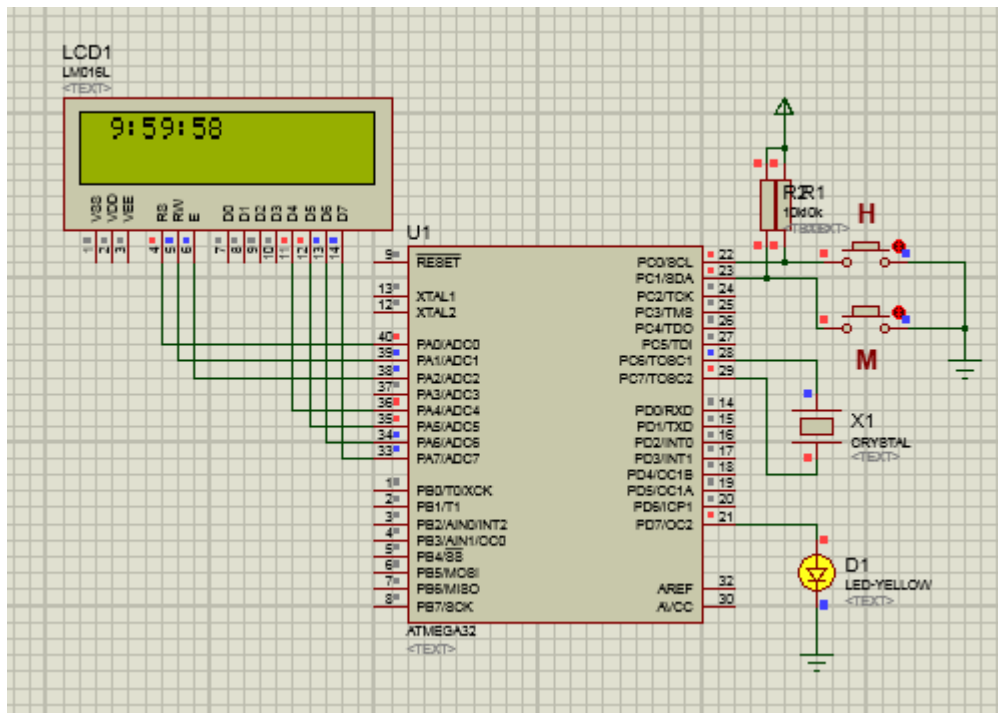 LCD1
LM016L
<TEXT>
9:59:58
VSS VDD VEE RS RW E D0 D1 D2 D3 D4 D5 D6 D7
1 2 3 4 5 6 7 8 9 10 11 12 13 14
U1
9 RESET
13 XTAL1
12 XTAL2
40 PA0/ADC0
39 PA1/ADC1
38 PA2/ADC2
37 PA3/ADC3
36 PA4/ADC4
35 PA5/ADC5
34 PA6/ADC6
33 PA7/ADC7
1 PB0/T0/XCK
2 PB1/T1
3 PB2/AIN0/INT2
4 PB3/AIN1/OC0
5 PB4/SS
6 PB5/MOSI
7 PB6/MISO
8 PB7/SCK
PC0/SCL 22
PC1/SDA 23
PC2/TCK 24
PC3/TMS 25
PC4/TDO 26
PC5/TDI 27
PC6/TOSC1 28
PC7/TOSC2 29
PD0/RXD 14
PD1/TXD 15
PD2/INT0 16
PD3/INT1 17
PD4/OC1B 18
PD5/OC1A 19
PD6/ICP1 20
PD7/OC2 21
AREF 32
AVCC 30
ATMEGA32
<TEXT>
R1
10k
H
M
X1
CRYSTAL
<TEXT>
D1
LED-YELLOW
<TEXT>